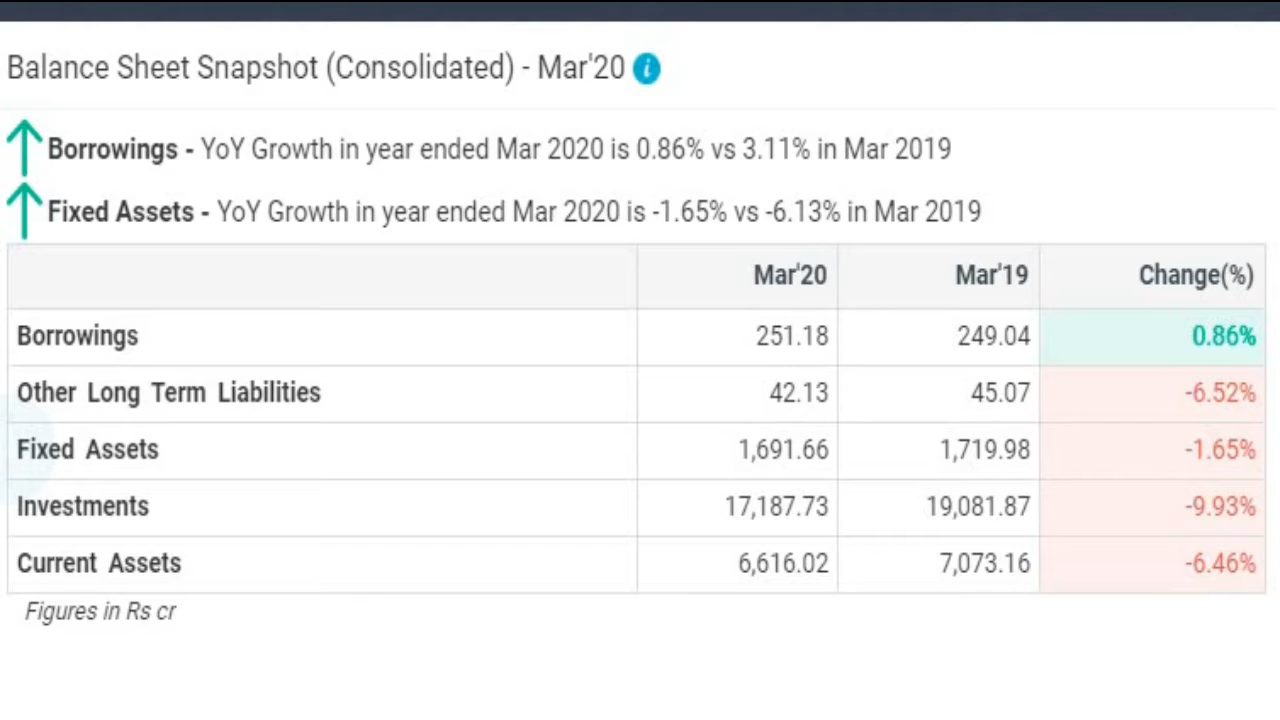 Balance Sheet Snapshot (Consolidated) - Mar'20 i
Borrowings - YoY Growth in year ended Mar 2020 is 0.86% vs 3.11% in Mar 2019
Fixed Assets - YoY Growth in year ended Mar 2020 is -1.65% vs -6.13% in Mar 2019
Mar'20 Mar'19 Change(%)
Borrowings 251.18 249.04 0.86%
Other Long Term Liabilities 42.13 45.07 -6.52%
Fixed Assets 1,691.66 1,719.98 -1.65%
Investments 17,187.73 19,081.87 -9.93%
Current Assets 6,616.02 7,073.16 -6.46%
Figures in Rs cr